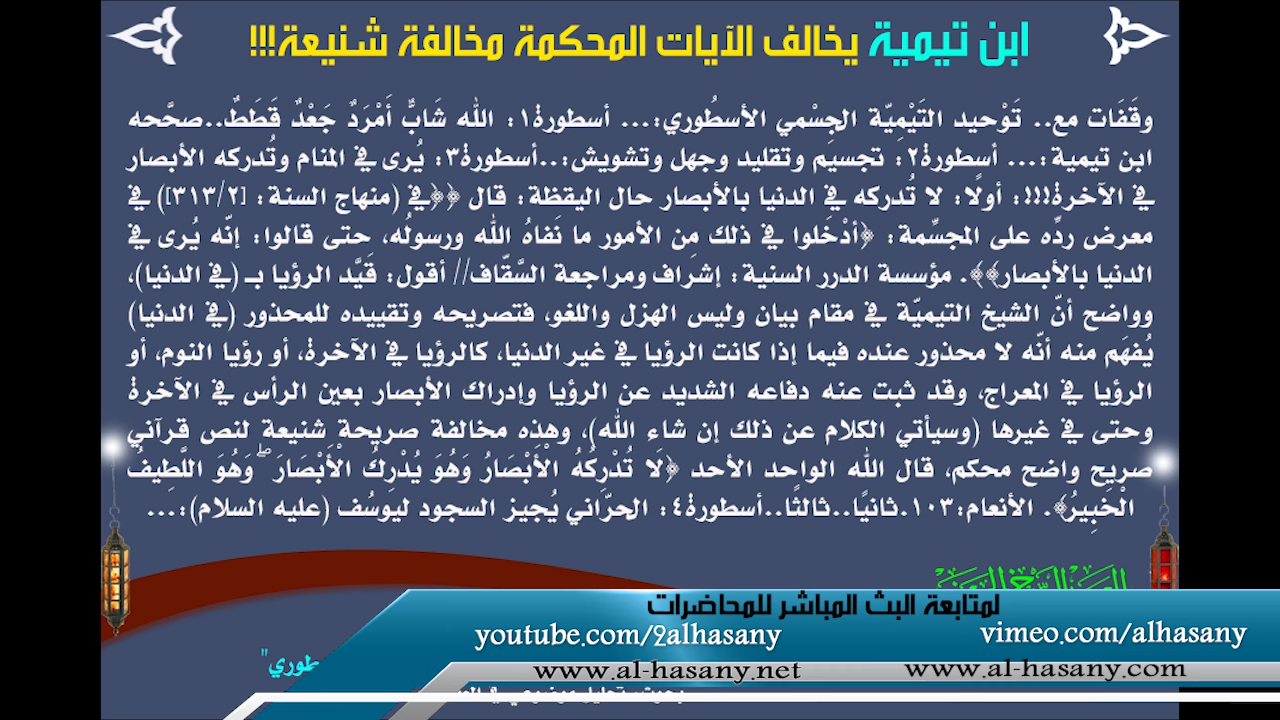 ابن تيمية يخالف الآيات المحكمة مخالفة شنيعة!!!
وقَفَات مع.. تَوْحيد التَيْمِيّة الجِسْمي الأسطُوري:... أسطورة١: الله شَابٌّ أَمْرَدٌ جَعْدٌ قَطَطٌ..صحَّحه
ابن تيمية:... أسطورة٢: تجسيم وتقليد وجهل وتشويش:..أسطورة٣: يُرى في المنام وتُدركه الأبصار
في الآخرة!!!: أولًا: لا تُدركه في الدنيا بالأبصار حال اليقظة: قال ﴿﴿في (منهاج السنة: [٣١٣/٢]) في
معرض ردِّه على المجسِّمة: ﴿أدْخَلوا في ذلك مِن الأمور ما نَفاهُ الله ورسولُه، حتى قالوا: إنّه يُرى في
الدنيا بالأبصار﴾﴾. مؤسسة الدرر السنية: إشراف ومراجعة السَّقّاف// أقول: قَيَّد الرؤيا بـ (في الدنيا)،
وواضح أنّ الشيخ التيميّة في مقام بيان وليس الهزل واللغو، فتصريحه وتقييده للمحذور (في الدنيا)
يُفهَم منه أنّه لا محذور عنده فيما إذا كانت الرؤيا في غير الدنيا، كالرؤيا في الآخرة، أو رؤيا النوم، أو
الرؤيا في المعراج، وقد ثبت عنه دفاعه الشديد عن الرؤيا وإدراك الأبصار بعين الرأس في الآخرة
وحتى في غيرها (وسيأتي الكلام عن ذلك إن شاء الله)، وهذه مخالفة صريحة شنيعة لنص قرآني
صريح واضح محكم، قال الله الواحد الأحد ﴿لَا تُدْرِكُهُ الْأَبْصَارُ وَهُوَ يُدْرِكُ الْأَبْصَارَ ۖ وَهُوَ اللَّطِيفُ
الْخَبِيرُ﴾. الأنعام:١٠٣.ثانيًا..ثالثًا..أسطورة٤: الحرّاني يُجيز السجود ليوسُف (عليه السلام):...
لمتابعة البث المباشر للمحاضرات
youtube.com/2alhasany
vimeo.com/alhasany
www.al-hasany.net
www.al-hasany.com